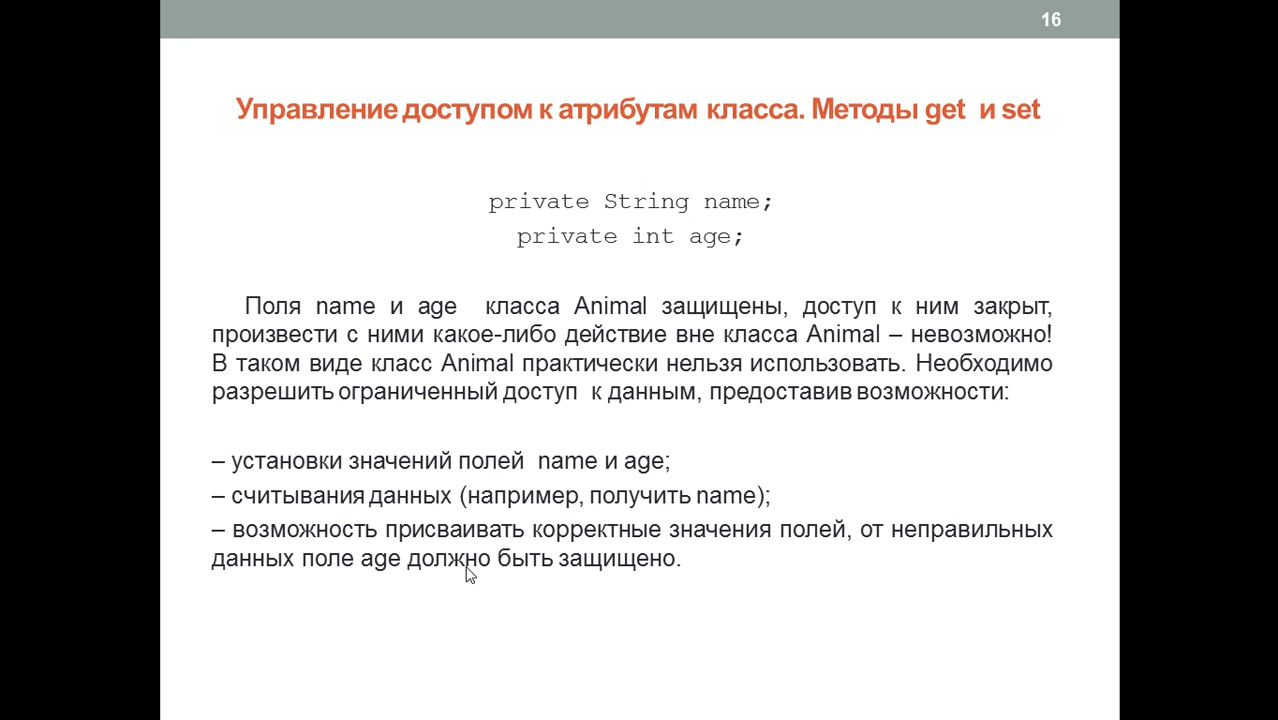 16
Управление доступом к атрибутам класса. Методы get и set
private String name;
private int age;
Поля name и age класса Animal защищены, доступ к ним закрыт,
произвести с ними какое-либо действие вне класса Animal – невозможно!
В таком виде класс Animal практически нельзя использовать. Необходимо
разрешить ограниченный доступ к данным, предоставив возможности:
– установки значений полей name и age;
– считывания данных (например, получить name);
– возможность присваивать корректные значения полей, от неправильных
данных поле age должно быть защищено.